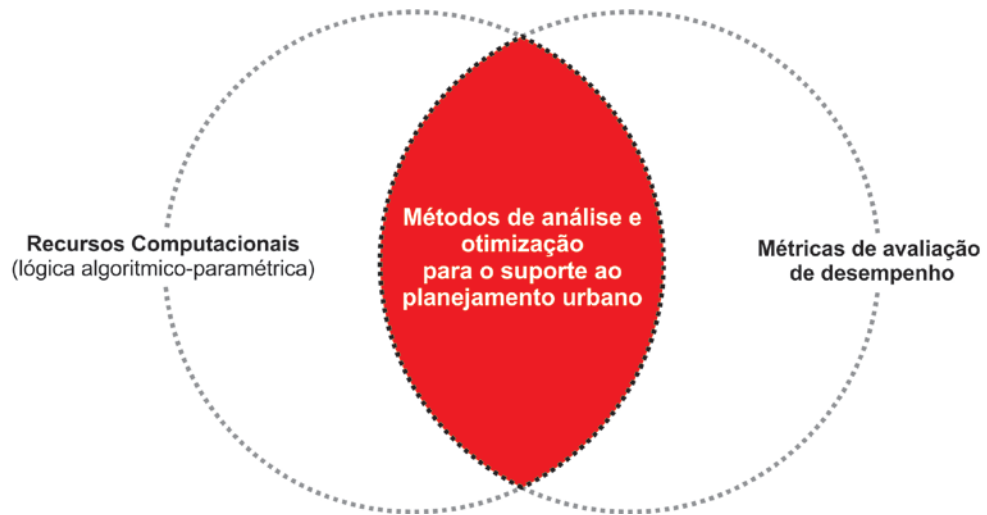 Recursos Computacionais
(lógica algoritmico-paramétrica)
Métodos de análise e
otimização
para o suporte ao
planejamento urbano
Métricas de avaliação
de desempenho